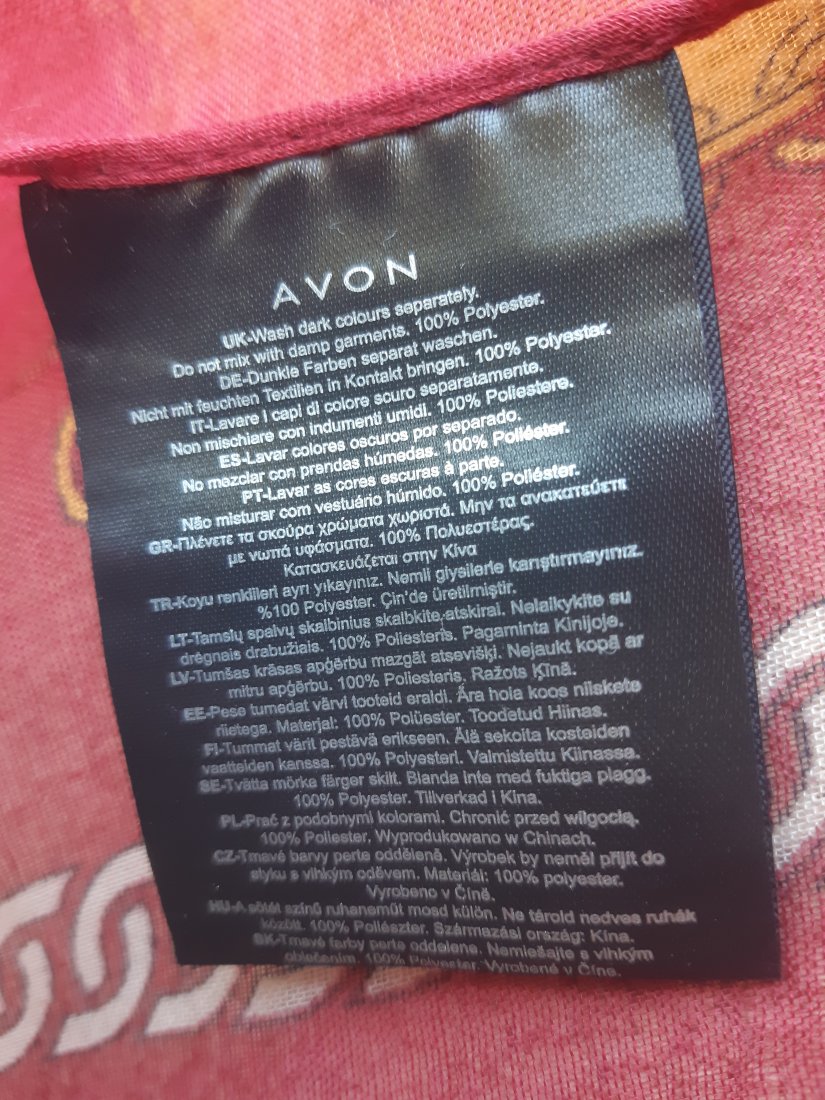 AVON
UK-Wash dark colours separately.
Do not mix with damp garments. 100% Polyester.
DE-Dunkle Farben separat waschen.
Nicht mit feuchten Textilien in Kontakt bringen. 100% Polyester.
IT-Lavare i capi di colore scuro separatamente.
Non mischiare con indumenti umidi. 100% Poliestere.
ES-Lavar colores oscuros por separado.
No mezclar con prendas húmedas. 100% Poliéster.
PT-Lavar as cores escuras à parte.
Não misturar com vestuário húmido. 100% Poliéster.
GR-Πλένετε τα σκούρα χρώματα χωριστά. Μην τα ανακατεύετε
με νωπά υφάσματα. 100% Πολυεστέρας.
Κατασκευάζεται στην Κίνα
TR-Koyu renklileri ayrı yıkayınız. Nemli giysilerle karıştırmayınız.
%100 Polyester. Çin'de üretilmiştir.
LT-Tamsių spalvų skalbinius skalbkite atskirai. Nelaikykite su
drėgnais drabužiais. 100% Poliesteris. Pagaminta Kinijoje.
LV-Tumšas krāsas apģērbu mazgāt atsevišķi. Nejaukt kopā ar
mitru apģērbu. 100% Poliesteris. Ražots Ķīnā.
EE-Pese tumedat värvi tooteid eraldi. Ära hoia koos niiskete
riietega. Materjal: 100% Polüester. Toodetud Hiinas.
FI-Tummat värit pestävä erikseen. Älä sekoita kosteiden
vaatteiden kanssa. 100% Polyesteri. Valmistettu Kiinassa.
SE-Tvätta mörka färger skilt. Blanda inte med fuktiga plagg.
100% Polyester. Tillverkad i Kina.
PL-Prać z podobnymi kolorami. Chronić przed wilgocią.
100% Poliester. Wyprodukowano w Chinach.
CZ-Tmavé barvy perte odděleně. Výrobek by neměl přijít do
styku s vlhkým oděvem. Materiál: 100% polyester.
Vyrobeno v Číně.
HU-A sötét színű ruhaneműt mosd külön. Ne tárold nedves ruhák
között. 100% Poliészter. Származási ország: Kína.
SK-Tmavé farby perte oddelene. Nemiešajte s vlhkým
oblečením. 100% Polyester. Vyrobené v Číne.